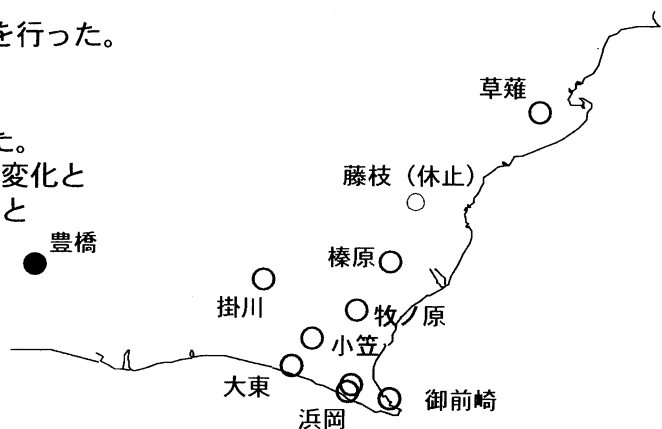 を行った。
草薙
た。
変化と
藤枝（休止）
と
豊橋
榛原
掛川
牧ノ原
小笠
大東
御前崎
浜岡